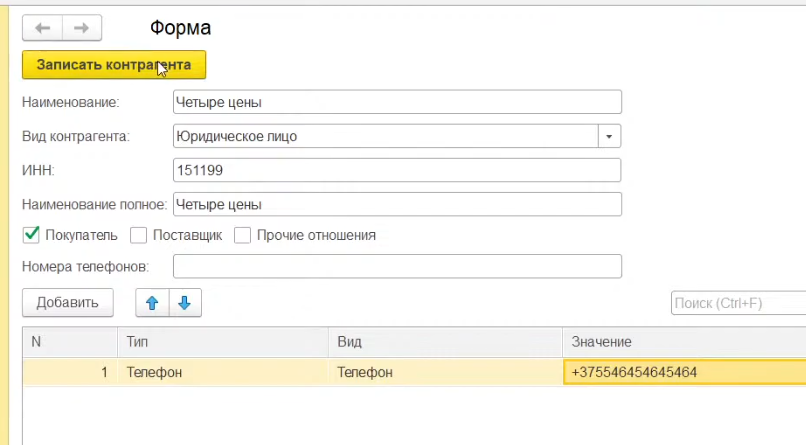 Форма
Записать контрагента
Наименование: Четыре цены
Вид контрагента: Юридическое лицо
ИНН: 151199
Наименование полное: Четыре цены
Покупатель Поставщик Прочие отношения
Номера телефонов:
Добавить Поиск (Ctrl+F)
N Тип Вид Значение
1 Телефон Телефон +375546454645464